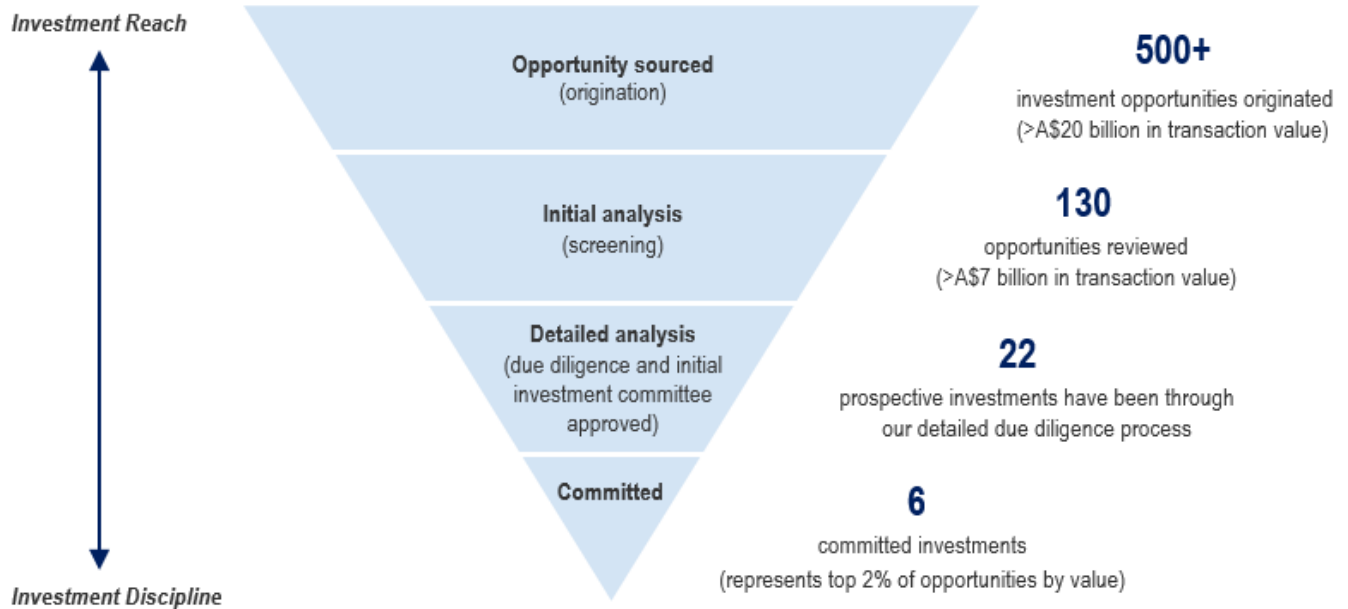 Investment Reach
Opportunity sourced
(origination)
500+
investment opportunities originated
(>A$20 billion in transaction value)
Initial analysis
(screening)
130
opportunities reviewed
(>A$7 billion in transaction value)
Detailed analysis
(due diligence and initial
investment committee
approved)
22
prospective investments have been through
our detailed due diligence process
Committed
6
committed investments
(represents top 2% of opportunities by value)
Investment Discipline